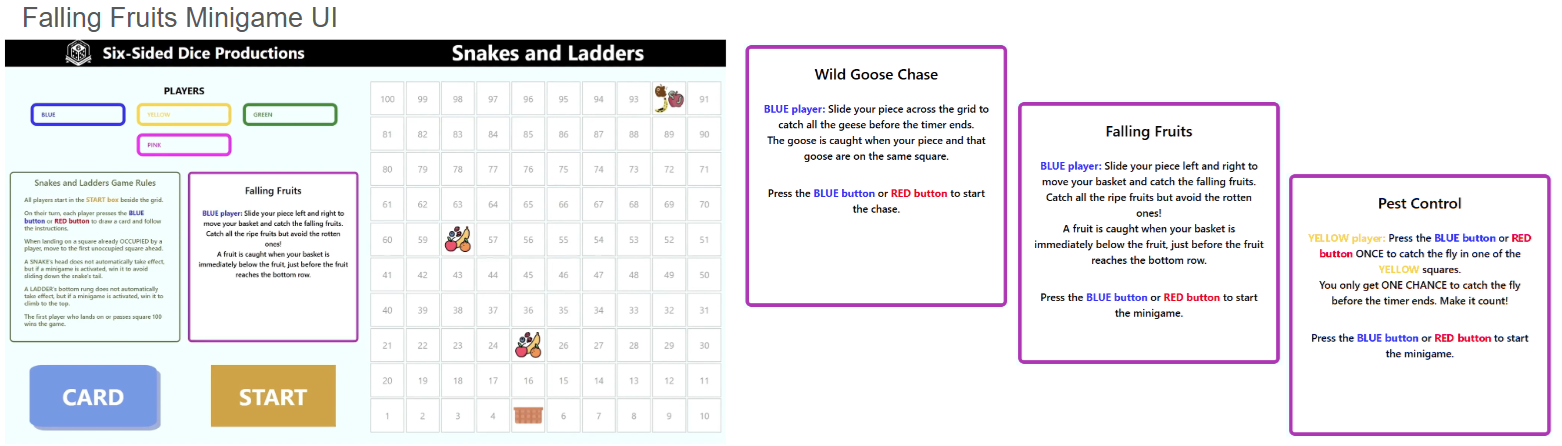 Falling Fruits Minigame UI
Six-Sided Dice Productions
Snakes and Ladders
PLAYERS
BLUE
YELLOW
GREEN
PINK
Snakes and Ladders Game Rules
All players start in the START box beside the grid.
On their turn, each player presses the BLUE
button or RED button to draw a card and follow
the instructions.
When landing on a square already OCCUPIED by a
player, move to the first unoccupied square ahead.
A SNAKE's head does not automatically take effect,
but if a minigame is activated, win it to avoid
sliding down the snake's tail.
A LADDER's bottom rung does not automatically
take effect, but if a minigame is activated, win it to
climb to the top.
The first player who lands on or passes square 100
wins the game.
Falling Fruits
BLUE player: Slide your piece left and right to
move your basket and catch the falling fruits.
Catch all the ripe fruits but avoid the rotten
ones!
A fruit is caught when your basket is
immediately below the fruit, just before the fruit
reaches the bottom row.
CARD
START
100 99 98 97 96 95 94 93 91
81 82 83 84 85 86 87 88 89 90
80 79 78 77 76 75 74 73 72 71
61 62 63 64 65 66 67 68 69 70
60 59 57 56 55 54 53 52 51
41 42 43 44 45 46 47 48 49 50
40 39 38 37 36 35 34 33 32 31
21 22 23 24 26 27 28 29 30
20 19 18 17 16 15 14 13 12 11
1 2 3 4 6 7 8 9 10
Wild Goose Chase
BLUE player: Slide your piece across the grid to
catch all the geese before the timer ends.
The goose is caught when your piece and that
goose are on the same square.
Press the BLUE button or RED button to start
the chase.
Falling Fruits
BLUE player: Slide your piece left and right to
move your basket and catch the falling fruits.
Catch all the ripe fruits but avoid the rotten
ones!
A fruit is caught when your basket is
immediately below the fruit, just before the fruit
reaches the bottom row.
Press the BLUE button or RED button to start
the minigame.
Pest Control
YELLOW player: Press the BLUE button or RED
button ONCE to catch the fly in one of the
YELLOW squares.
You only get ONE CHANCE to catch the fly
before the timer ends. Make it count!
Press the BLUE button or RED button to start
the minigame.